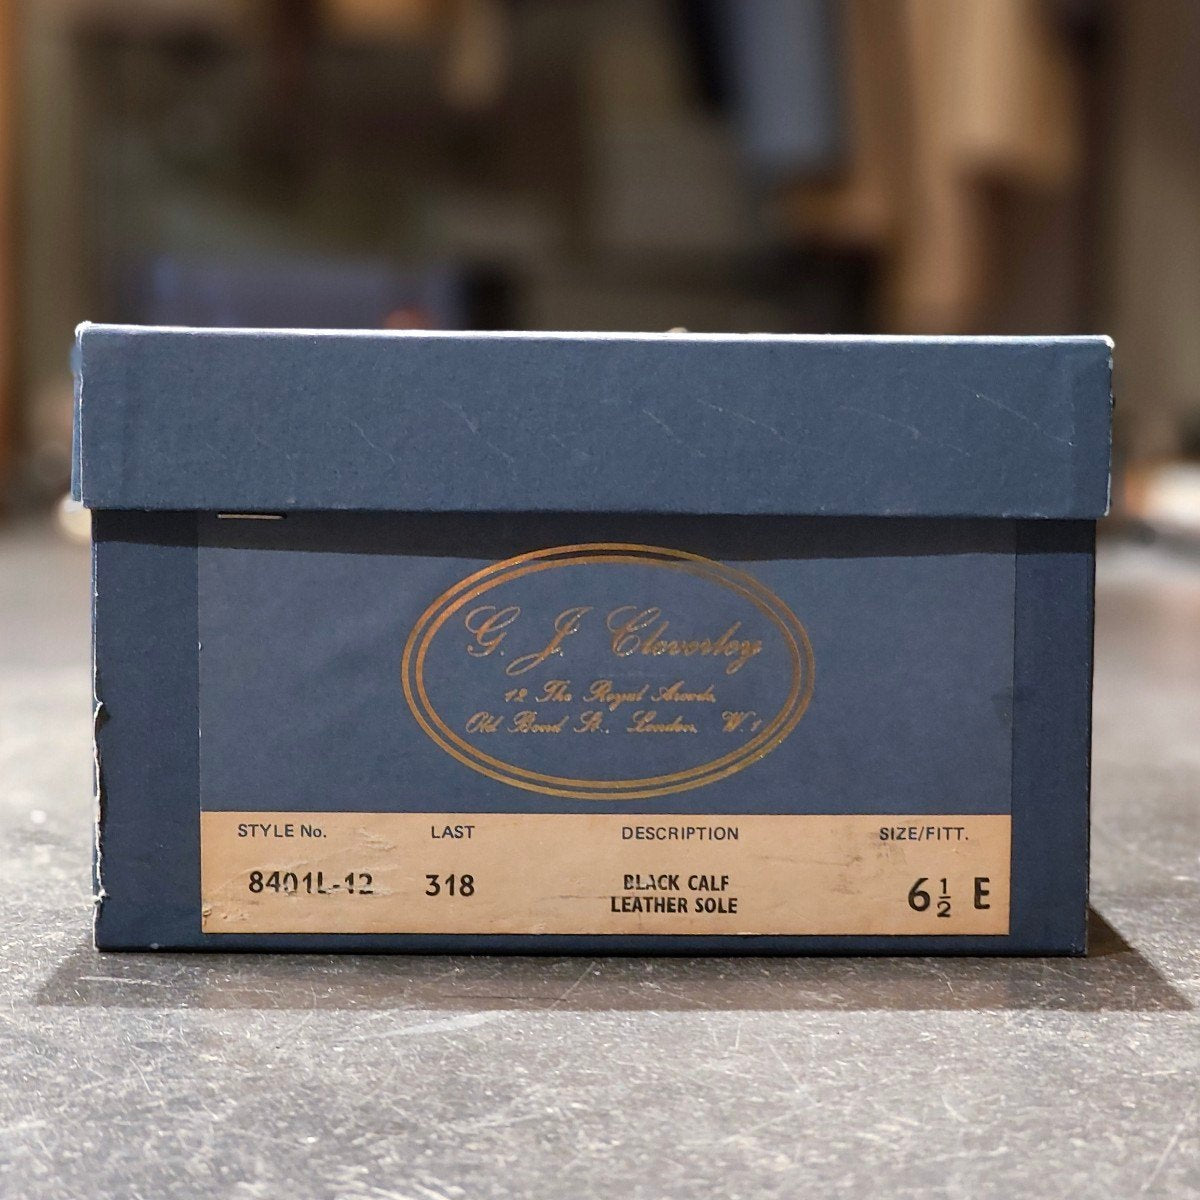 G. J. Cleverley
12 The Royal Arcade,
Old Bond St., London, W.1
STYLE No. LAST DESCRIPTION SIZE/FITT.
8401L-12 318 BLACK CALF 6½ E
LEATHER SOLE